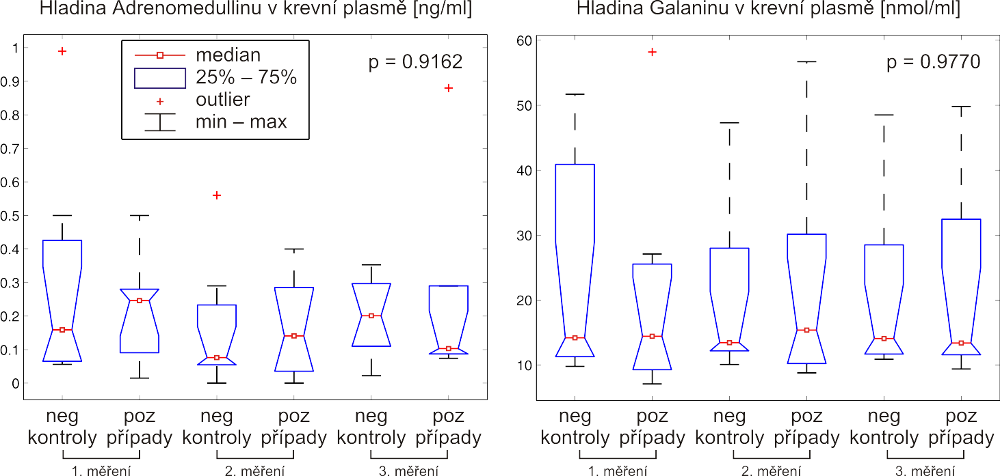 Hladina Adrenomedullinu v krevní plasmě [ng/ml]
1
0.9
0.8
0.7
0.6
0.5
0.4
0.3
0.2
0.1
0
median
25% – 75%
outlier
min – max
p = 0.9162
neg kontroly
poz případy
neg kontroly
poz případy
neg kontroly
poz případy
1. měření
2. měření
3. měření
Hladina Galaninu v krevní plasmě [nmol/ml]
60
50
40
30
20
10
p = 0.9770
neg kontroly
poz případy
neg kontroly
poz případy
neg kontroly
poz případy
1. měření
2. měření
3. měření